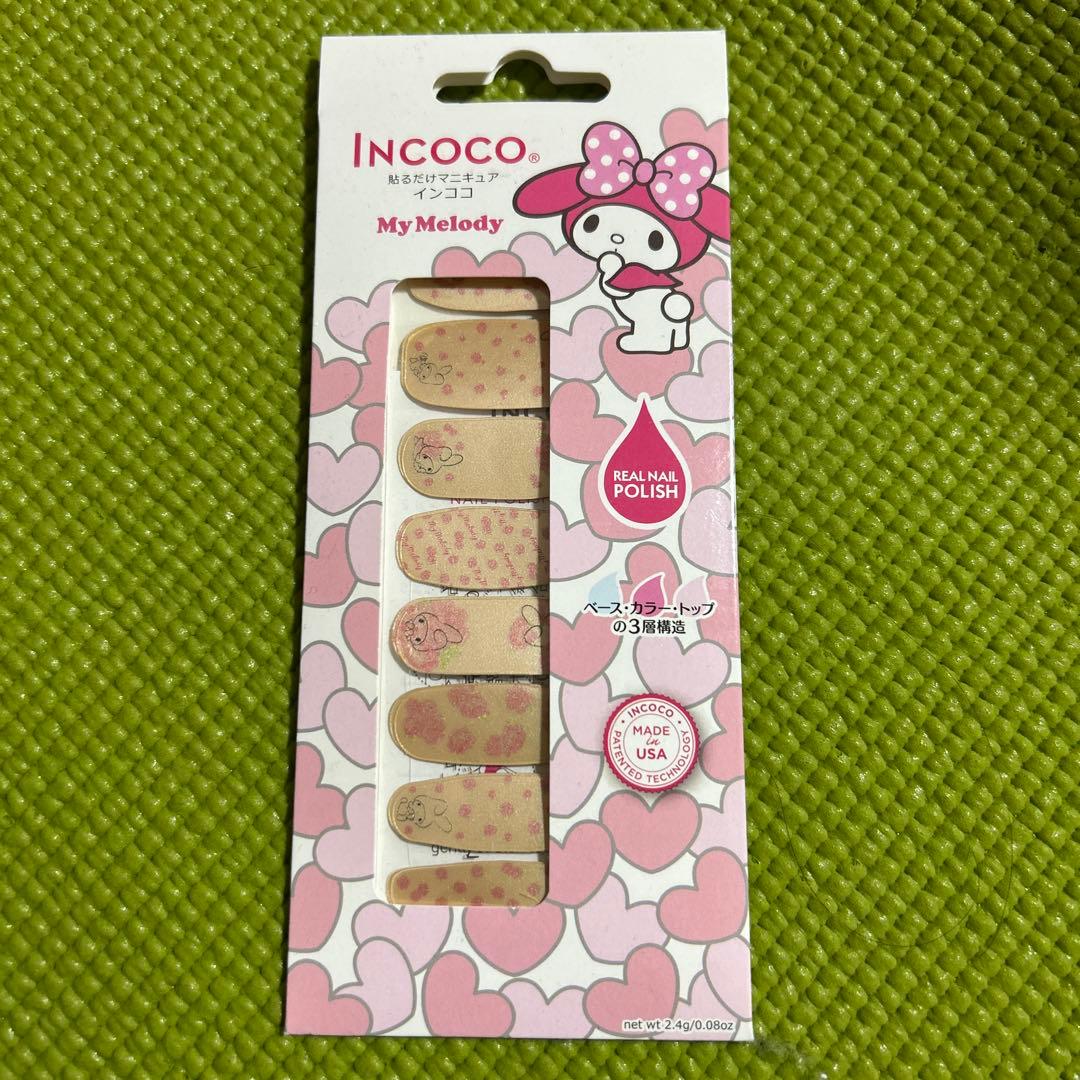 INCOCO®
貼るだけマニキュア
インココ
My Melody
REAL NAIL
POLISH
ベース・カラー・トップ
の3層構造
INCOCO
MADE
in
USA
PATENTED TECHNOLOGY
net wt 2.4g/0.08oz